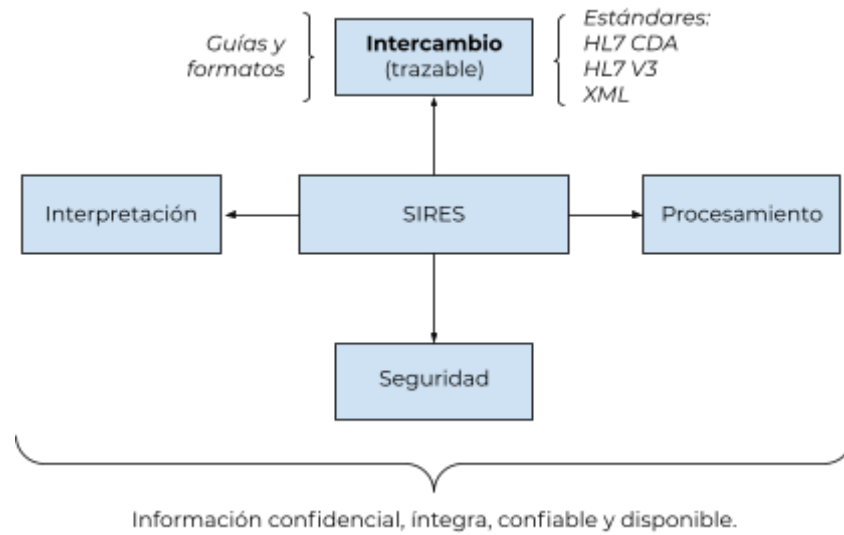 Guías y
formatos
Intercambio
(trazable)
Estándares:
HL7 CDA
HL7 V3
XML
Interpretación
SIRES
Procesamiento
Seguridad
Información confidencial, íntegra, confiable y disponible.